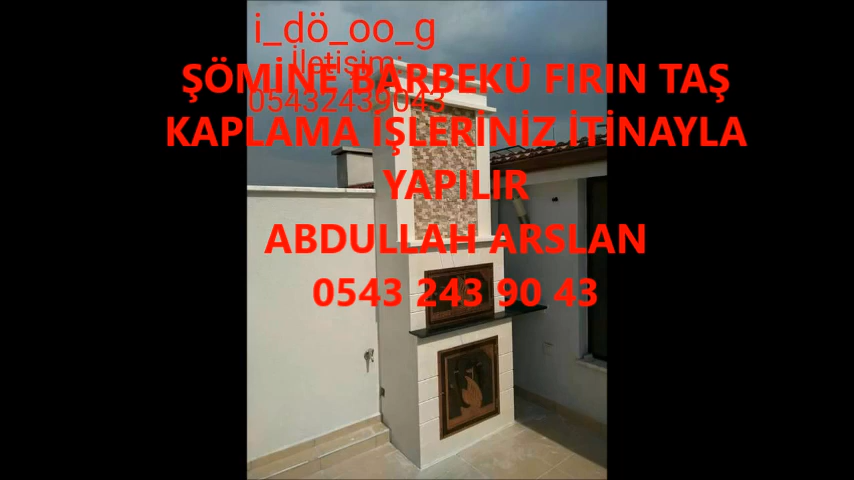 i_dö_oo_g
İletişim:
05432439043
ŞÖMİNE BARBEKÜ FIRIN TAŞ
KAPLAMA İŞLERİNİZ İTİNAYLA
YAPILIR
ABDULLAH ARSLAN
0543 243 90 43